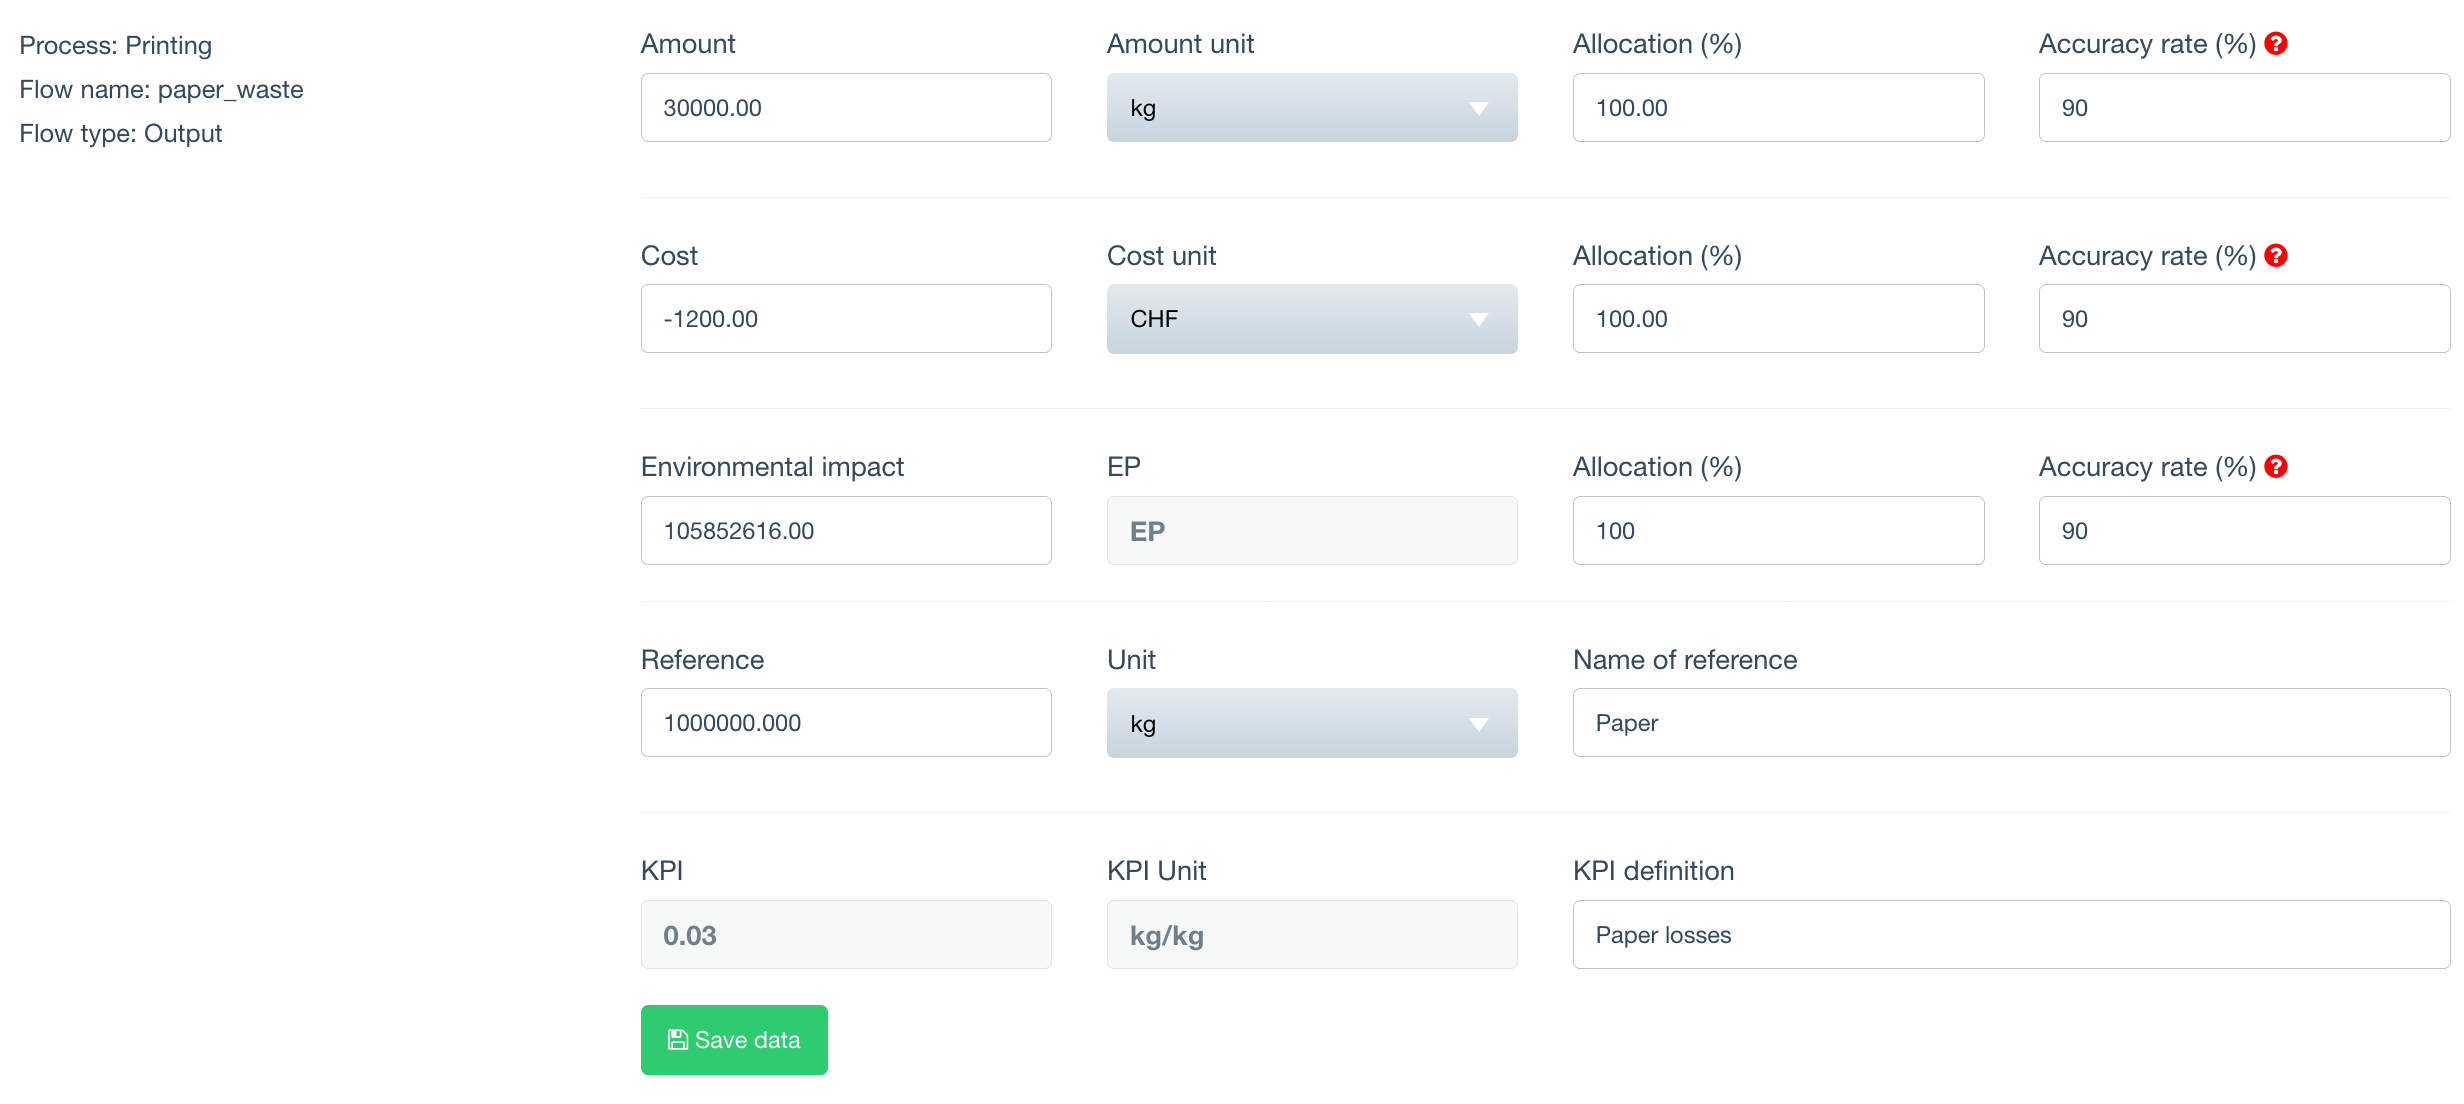 Process: Printing
Flow name: paper_waste
Flow type: Output
Amount
Amount unit
Allocation (%)
Accuracy rate (%) ?
30000.00
kg
100.00
90
Cost
Cost unit
Allocation (%)
Accuracy rate (%) ?
-1200.00
CHF
100.00
90
Environmental impact
EP
Allocation (%)
Accuracy rate (%) ?
105852616.00
EP
100
90
Reference
Unit
Name of reference
1000000.000
kg
Paper
KPI
KPI Unit
KPI definition
0.03
kg/kg
Paper losses
Save data